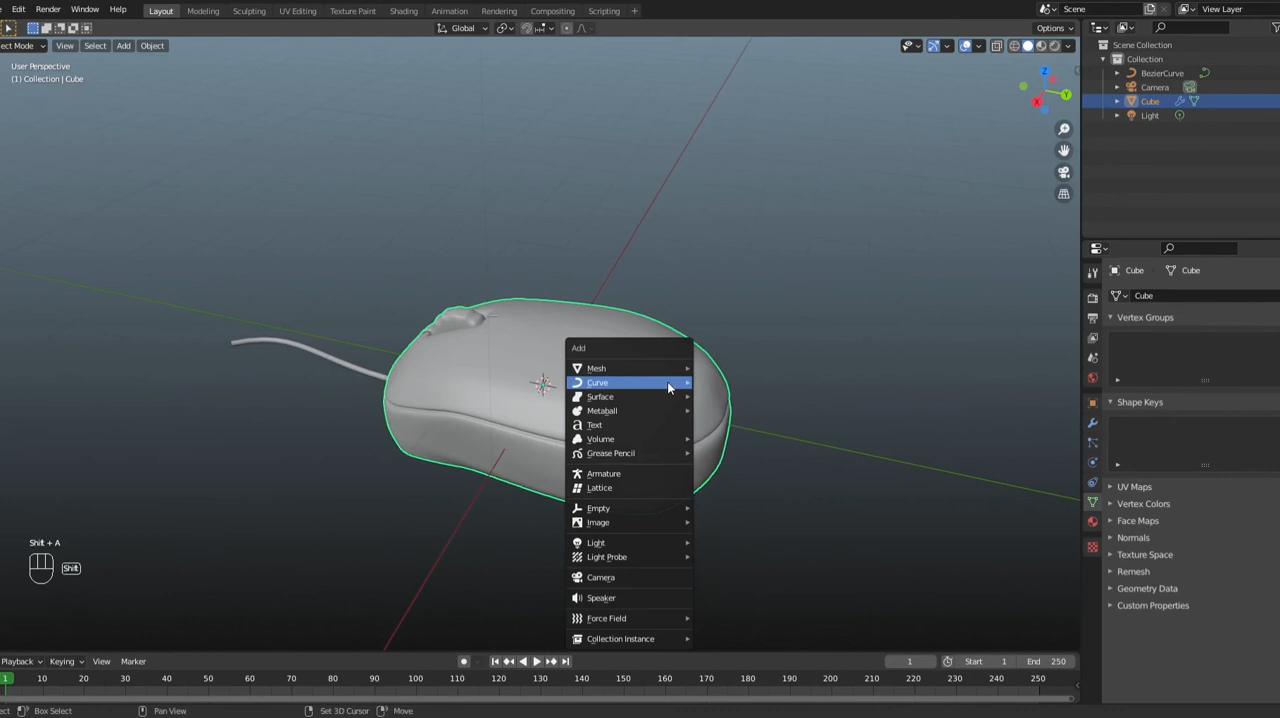 Edit Render Window Help Layout Modeling Sculpting UV Editing Texture Paint Shading Animation Rendering Compositing Scripting + Scene View Layer
Global Options
ect Mode View Select Add Object
User Perspective
(1) Collection | Cube
Z
Y
X
Scene Collection
Collection
BezierCurve
Camera
Cube
Light
Add
Mesh
Curve
Surface
Metaball
Text
Volume
Grease Pencil
Armature
Lattice
Empty
Image
Light
Light Probe
Camera
Speaker
Force Field
Collection Instance
Shift + A
Shift
Cube Cube
Cube
Vertex Groups
Shape Keys
UV Maps
Vertex Colors
Face Maps
Normals
Texture Space
Remesh
Geometry Data
Custom Properties
Playback Keying View Marker 1 Start 1 End 250
1 10 20 30 40 50 60 70 80 90 100 110 120 130 140 150 160 170 180 190 200 210 220 230 240 250
ect Box Select Pan View Set 3D Cursor Move